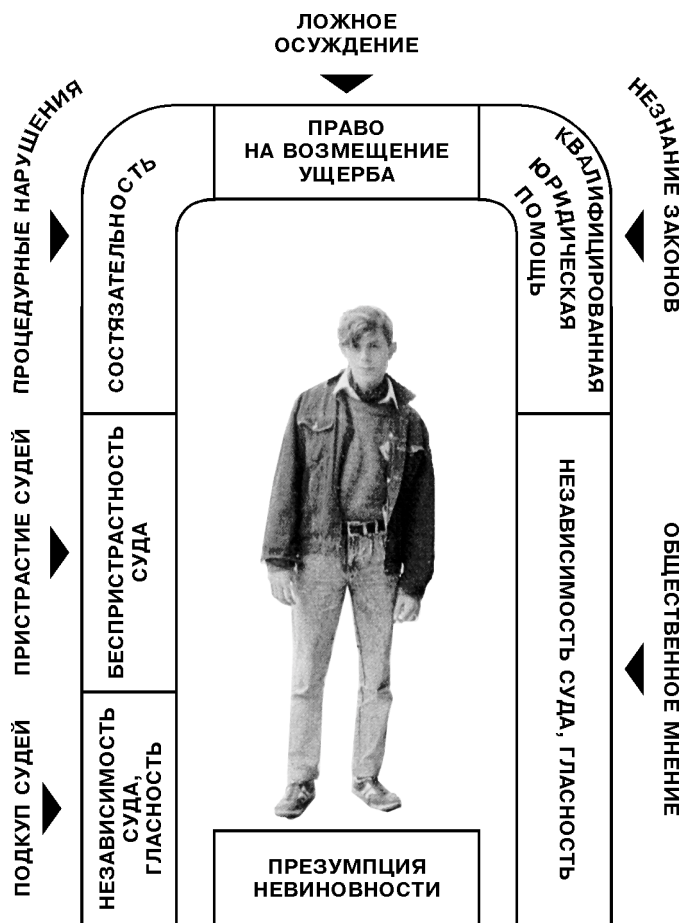 ЛОЖНОЕ
ОСУЖДЕНИЕ
ПРОЦЕДУРНЫЕ НАРУШЕНИЯ
НЕЗНАНИЕ ЗАКОНОВ
ПРАВО
НА ВОЗМЕЩЕНИЕ
УЩЕРБА
СОСТЯЗАТЕЛЬНОСТЬ
КВАЛИФИЦИРОВАННАЯ
ЮРИДИЧЕСКАЯ
ПОМОЩЬ
ПРИСТРАСТИЕ СУДЕЙ
БЕСПРИСТРАСТНОСТЬ
СУДА
НЕЗАВИСИМОСТЬ СУДА, ГЛАСНОСТЬ
ОБЩЕСТВЕННОЕ МНЕНИЕ
ПОДКУП СУДЕЙ
НЕЗАВИСИМОСТЬ
СУДА,
ГЛАСНОСТЬ
ПРЕЗУМПЦИЯ
НЕВИНОВНОСТИ